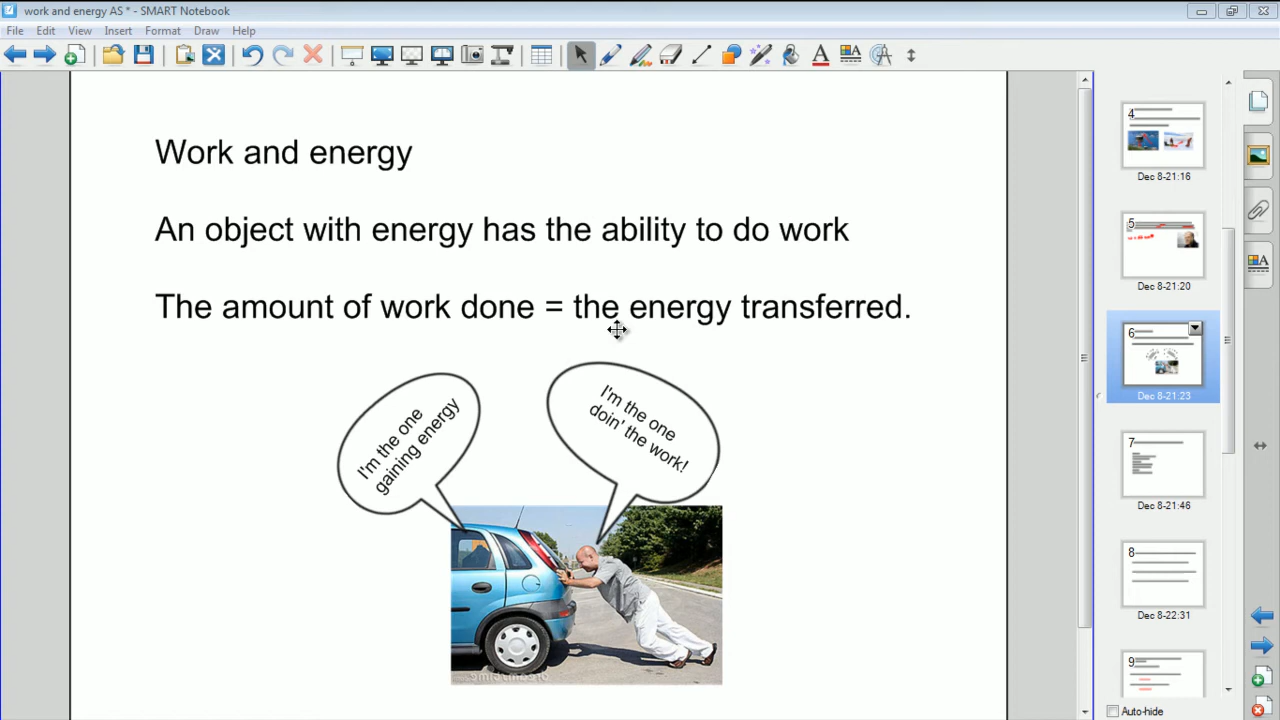 work and energy AS * - SMART Notebook
File Edit View Insert Format Draw Help
Work and energy
An object with energy has the ability to do work
The amount of work done = the energy transferred.
I'm the one
gaining energy
I'm the one
doin' the work!
4
Dec 8-21:16
5
Dec 8-21:20
6
Dec 8-21:23
7
Dec 8-21:46
8
Dec 8-22:31
9
Auto-hide